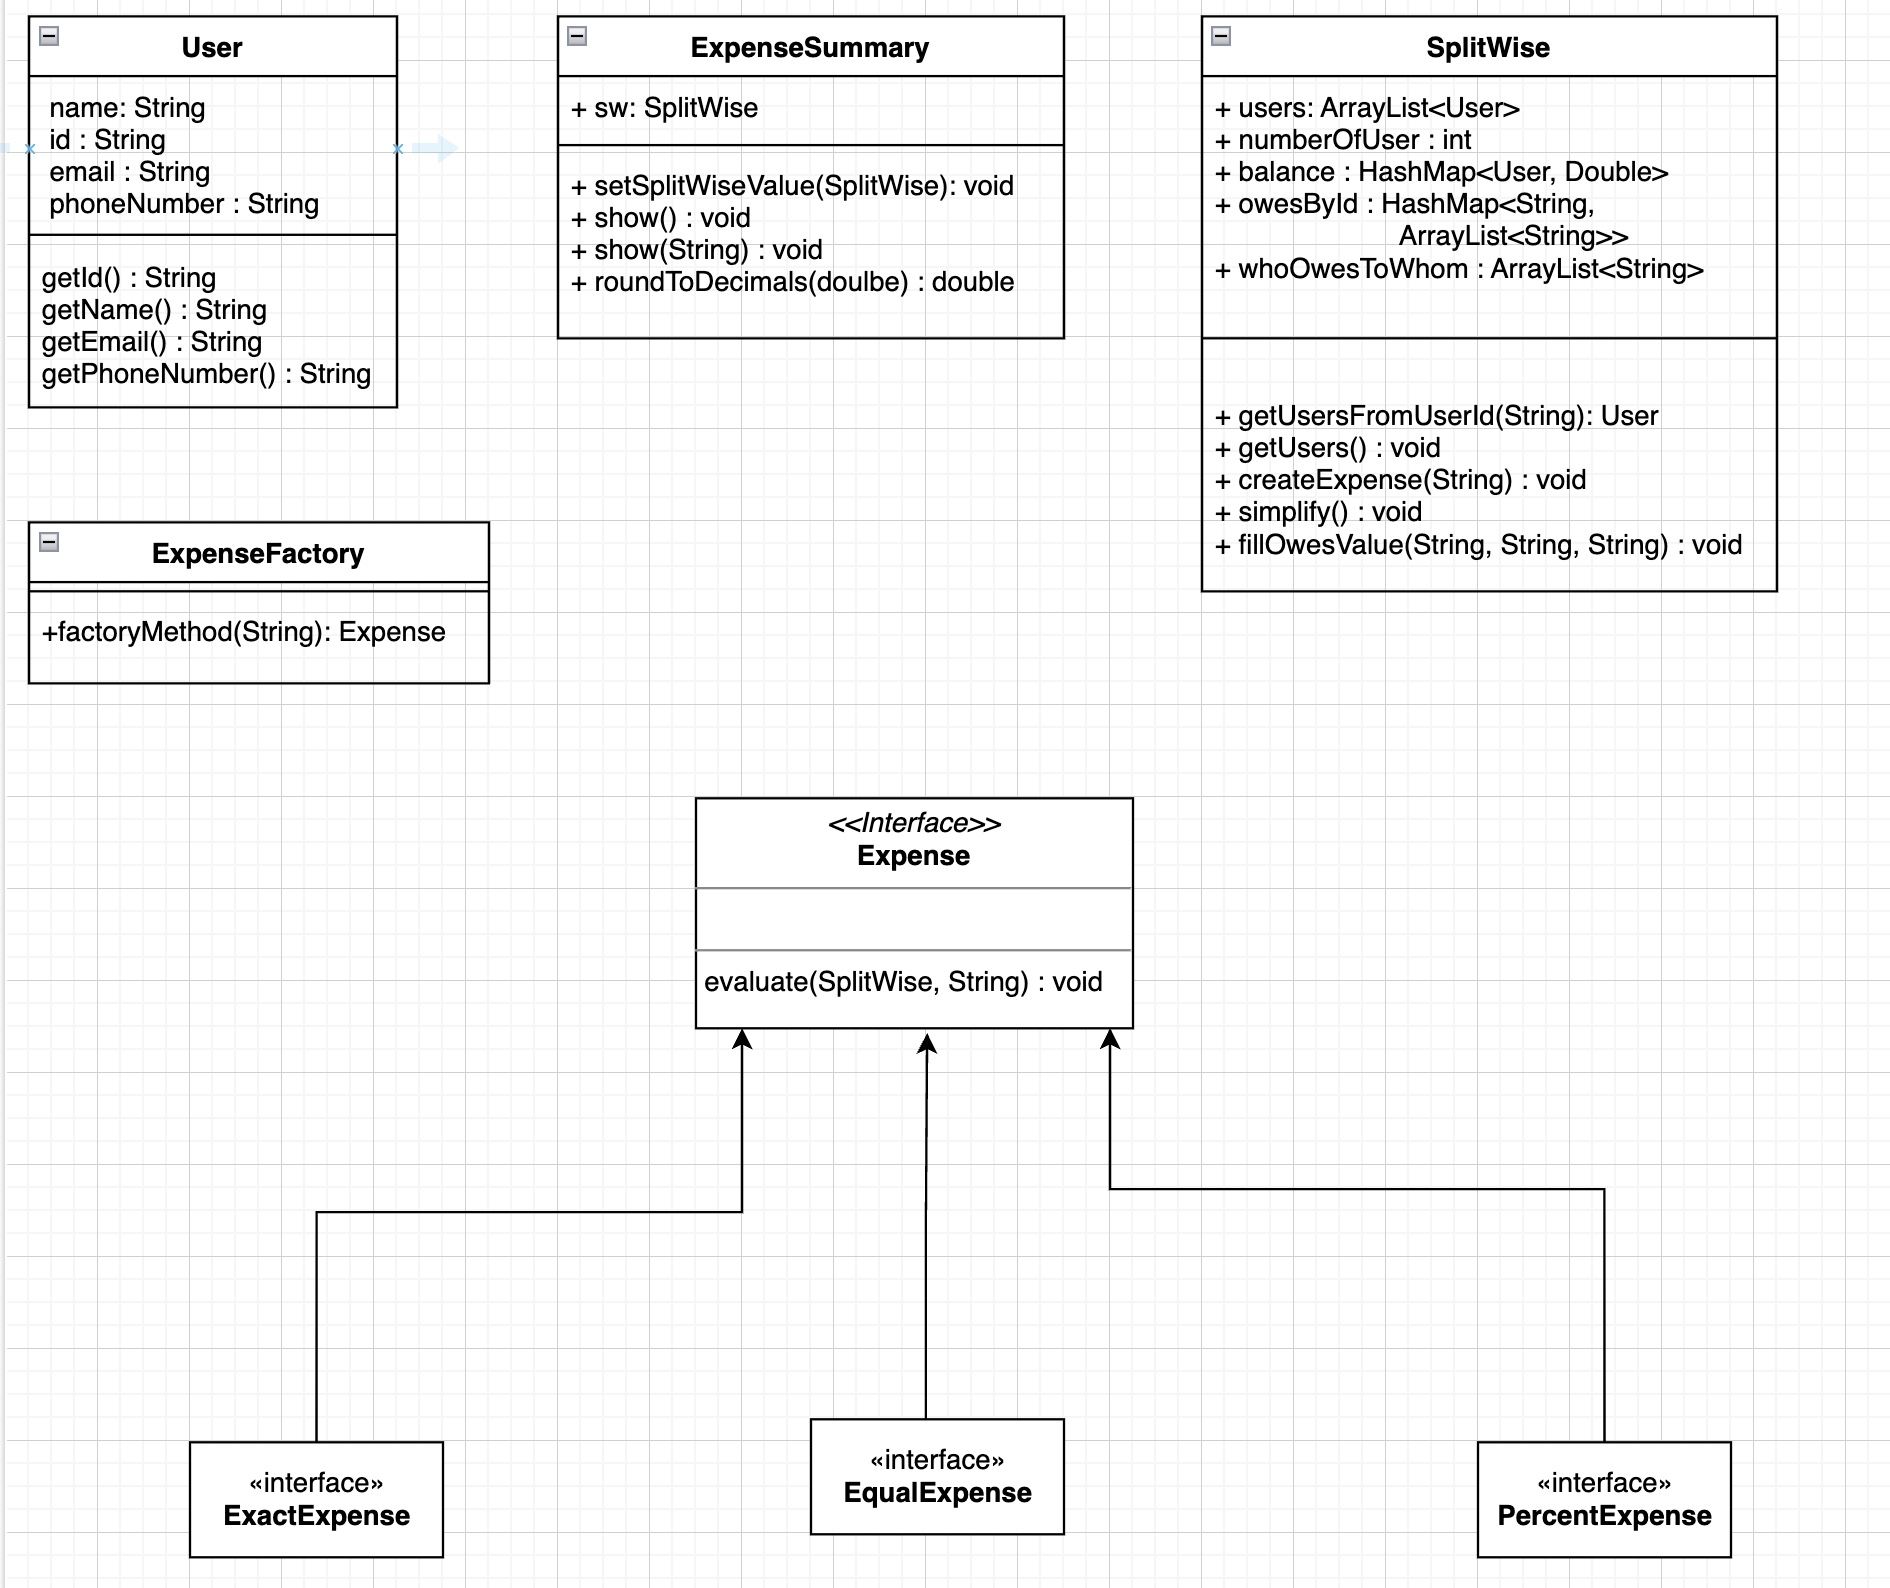 User
name: String
id : String
email : String
phoneNumber : String
getId() : String
getName() : String
getEmail() : String
getPhoneNumber() : String
ExpenseSummary
+ sw: SplitWise
+ setSplitWiseValue(SplitWise): void
+ show() : void
+ show(String) : void
+ roundToDecimals(doulbe) : double
SplitWise
+ users: ArrayList<User>
+ numberOfUser : int
+ balance : HashMap<User, Double>
+ owesById : HashMap<String,
ArrayList<String>>
+ whoOwesToWhom : ArrayList<String>
+ getUsersFromUserId(String): User
+ getUsers() : void
+ createExpense(String) : void
+ simplify() : void
+ fillOwesValue(String, String, String) : void
ExpenseFactory
+factoryMethod(String): Expense
<<Interface>>
Expense
evaluate(SplitWise, String) : void
«interface»
ExactExpense
«interface»
EqualExpense
«interface»
PercentExpense